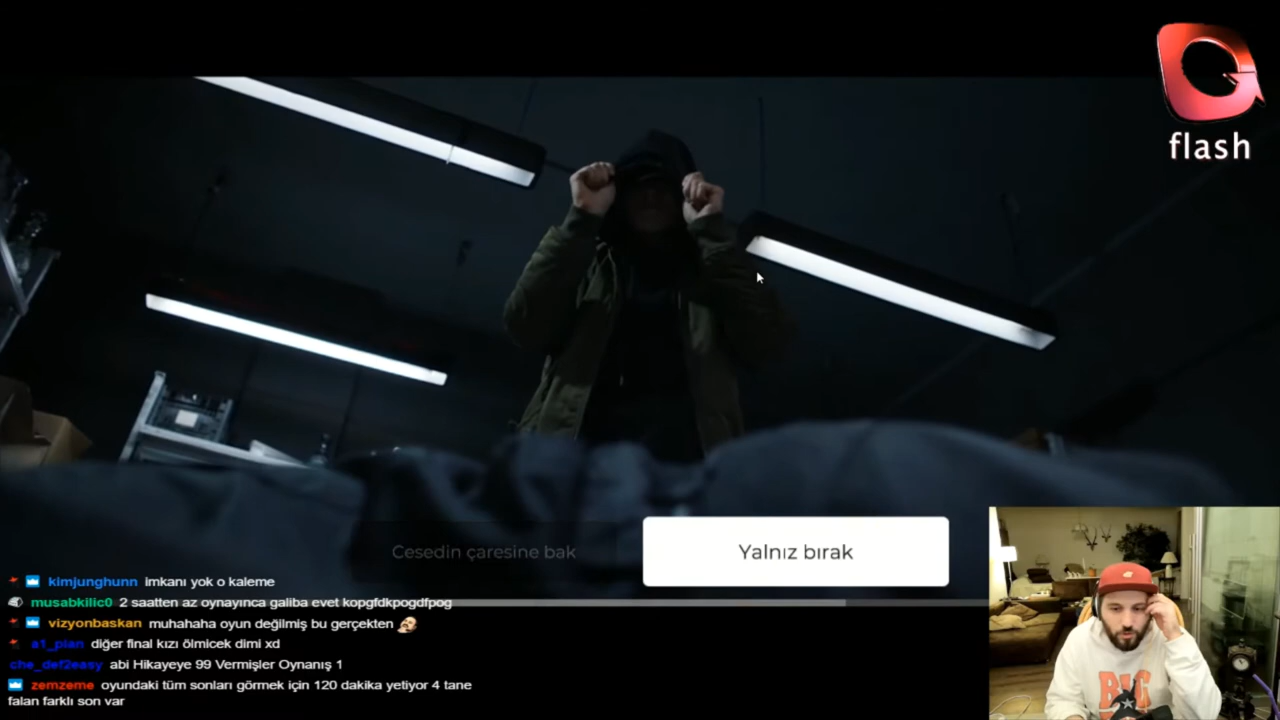 flash
Cesedin çaresine bak
Yalnız bırak
kimjunghunn imkanı yok o kaleme
musabkilic0 2 saatten az oynayınca galiba evet kopgfdkpogdfpog
vizyonbaskan muhahaha oyun değilmiş bu gerçekten
a1_plan diğer final kızı ölmicek dimi xd
che_def2easy abi Hikayeye 99 Vermişler Oynanış 1
zemzeme oyundaki tüm sonları görmek için 120 dakika yetiyor 4 tane
falan farklı son var
BIG